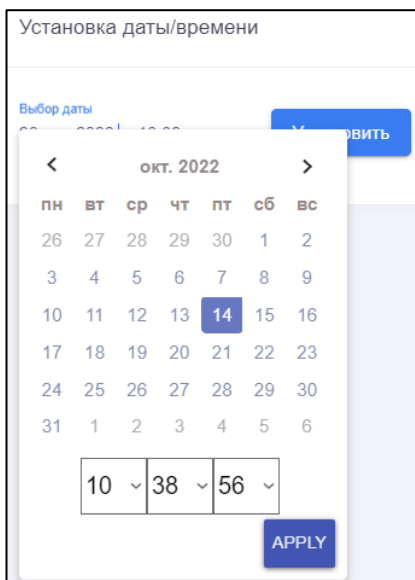 Установка даты/времени
Выбор даты
окт. 2022
пн вт ср чт пт сб вс
26 27 28 29 30 1 2
3 4 5 6 7 8 9
10 11 12 13 14 15 16
17 18 19 20 21 22 23
24 25 26 27 28 29 30
31 1 2 3 4 5 6
10 38 56
APPLY